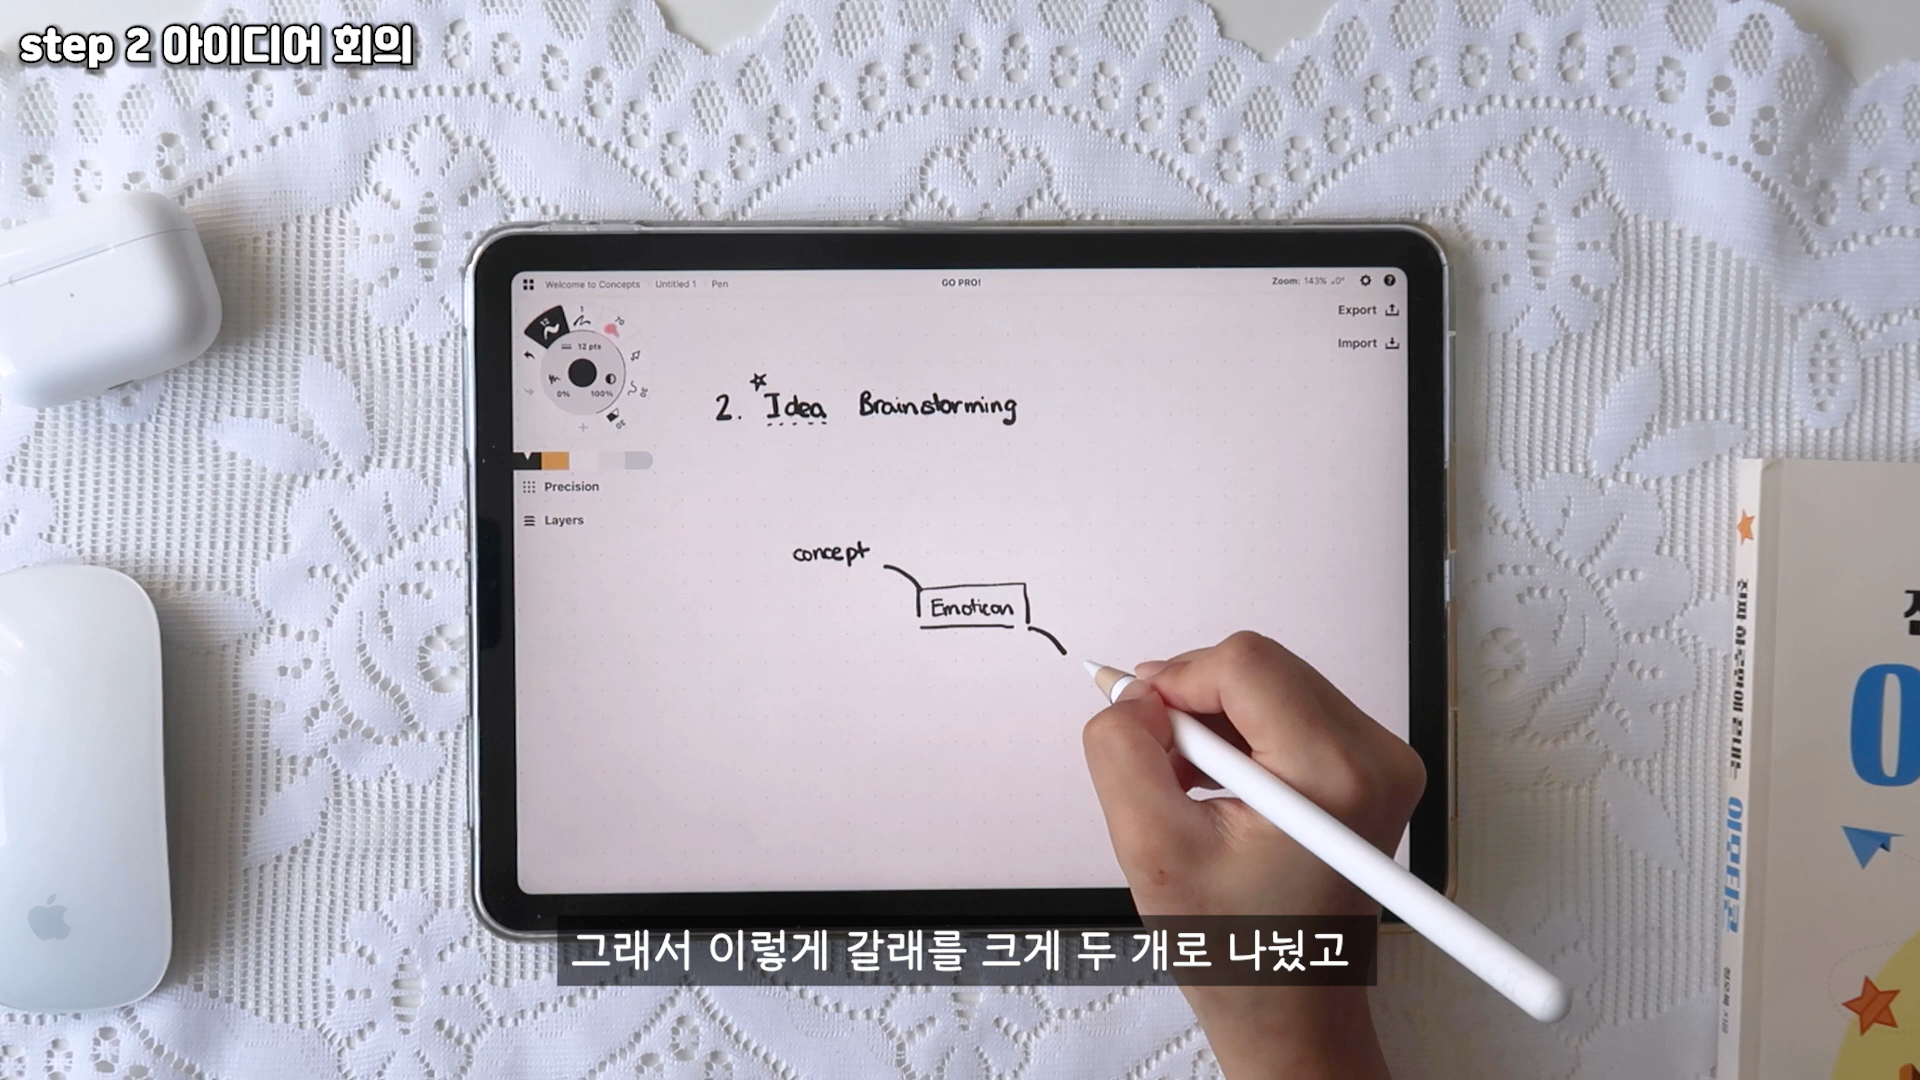 step 2 아이디어 회의
Welcome to Concepts Untitled 1 Pen
GO PRO!
Zoom: 143%
Export
Import
12
1
12 pts
0% 100%
Precision
Layers
2. Idea Brainstorming
concept
Emoticon
그래서 이렇게 갈래를 크게 두 개로 나눴고